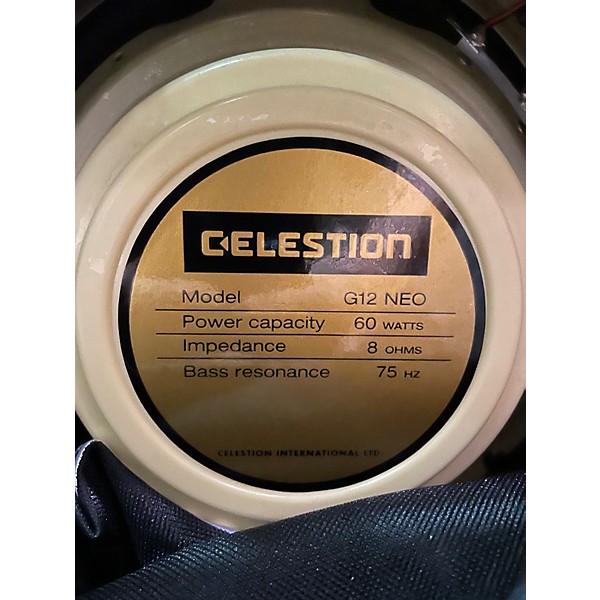 CELESTION
Model G12 NEO
Power capacity 60 WATTS
Impedance 8 OHMS
Bass resonance 75 HZ
CELESTION INTERNATIONAL LTD